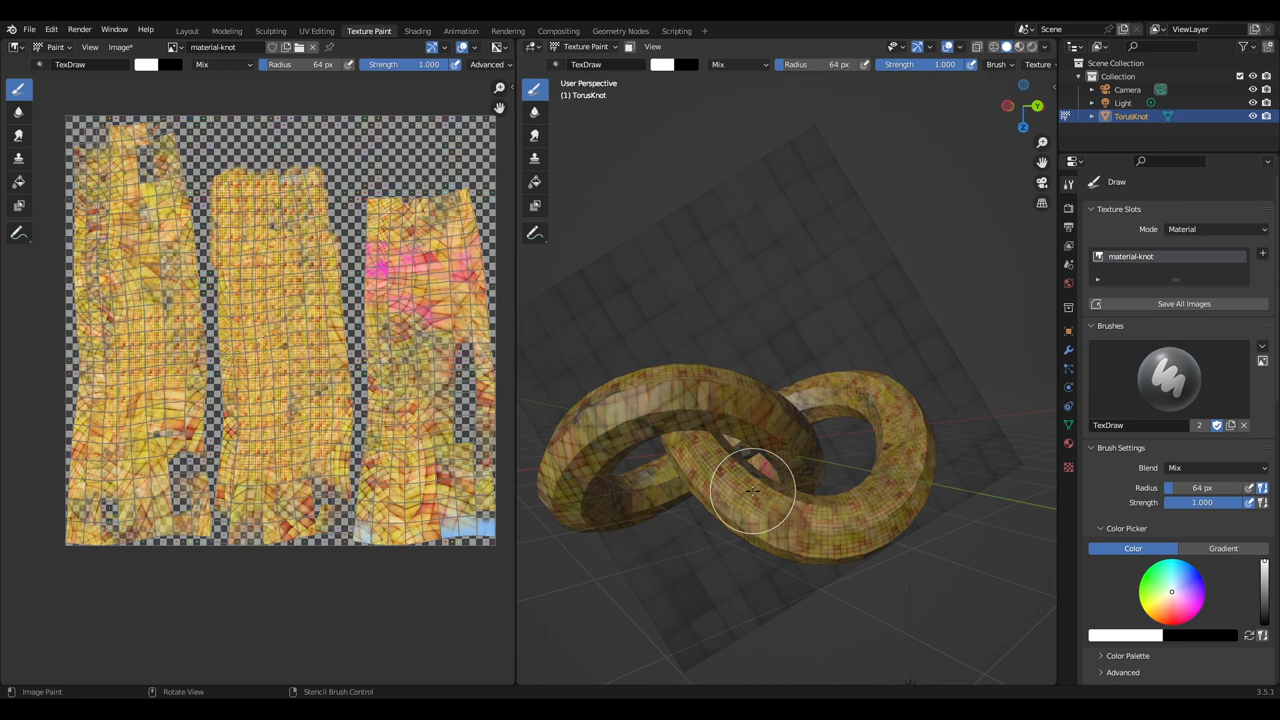 File Edit Render Window Help Layout Modeling Sculpting UV Editing Texture Paint Shading Animation Rendering Compositing Geometry Nodes Scripting Scene ViewLayer
Paint View Image* material-knot Texture Paint View
TexDraw Mix Radius 64 px Strength 1.000 Advanced TexDraw Mix Radius 64 px Strength 1.000 Brush Texture
Scene Collection
Collection
Camera
Light
TorusKnot
User Perspective
(1) TorusKnot
Y
Z
Draw
Texture Slots
Mode Material
material-knot
Save All Images
Brushes
TexDraw 2
Brush Settings
Blend Mix
Radius 64 px
Strength 1.000
Color Picker
Color Gradient
Color Palette
Advanced
Image Paint Rotate View Stencil Brush Control 3.5.1